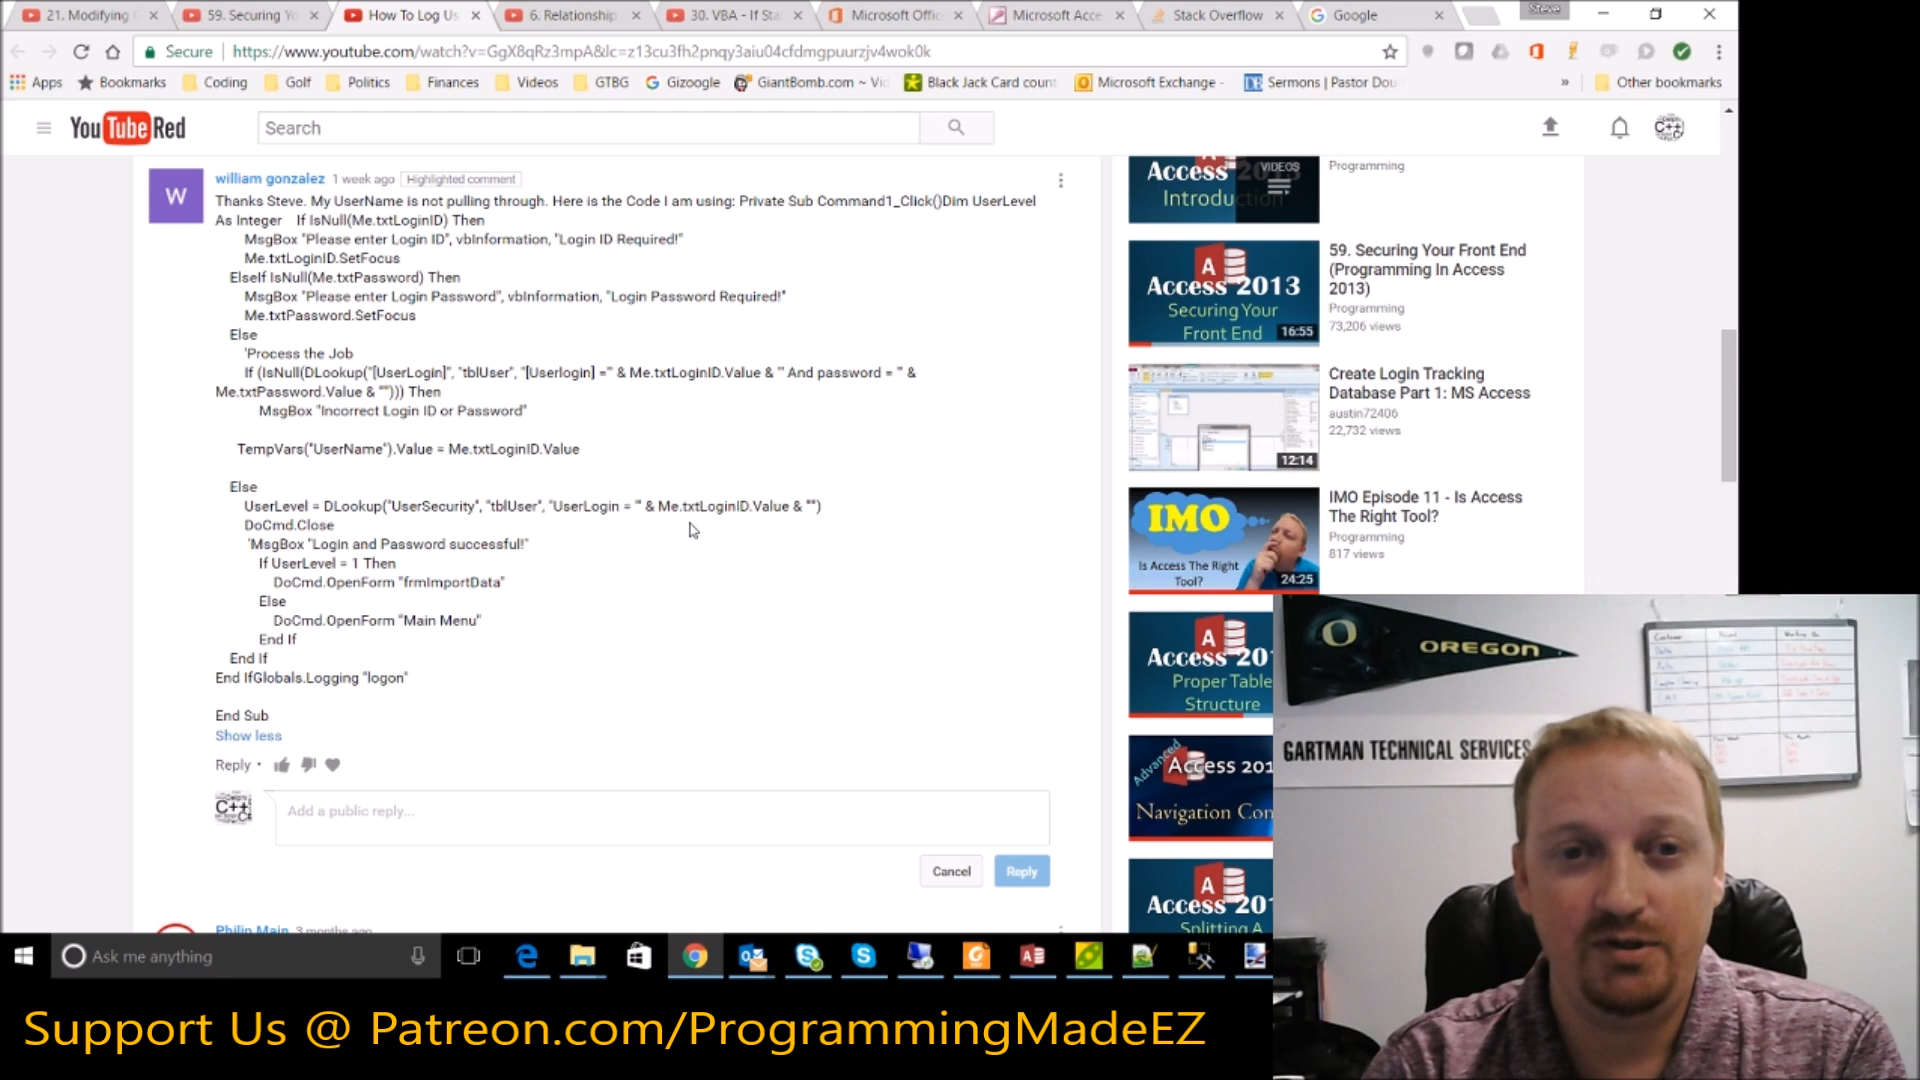 21. Modifying
59. Securing Yo
How To Log Us
6. Relationship
30. VBA - If Sta
Microsoft Offic
Microsoft Acce
Stack Overflow
Google
Steve
Secure
https://www.youtube.com/watch?v=GgX8qRz3mpA&lc=z13cu3fh2pnqy3aiu04cfdmgpuurzjv4wok0k
Apps
Bookmarks
Coding
Golf
Politics
Finances
Videos
GTBG
Gizoogle
GiantBomb.com ~ Vi
Black Jack Card count
Microsoft Exchange -
Sermons | Pastor Dou
»
Other bookmarks
YouTube Red
Search
W
william gonzalez 1 week ago Highlighted comment
Thanks Steve. My UserName is not pulling through. Here is the Code I am using: Private Sub Command1_Click()Dim UserLevel
As Integer If IsNull(Me.txtLoginID) Then
MsgBox "Please enter Login ID", vbInformation, "Login ID Required!"
Me.txtLoginID.SetFocus
ElseIf IsNull(Me.txtPassword) Then
MsgBox "Please enter Login Password", vbInformation, "Login Password Required!"
Me.txtPassword.SetFocus
Else
'Process the Job
If (IsNull(DLookup("[UserLogin]", "tblUser", "[Userlogin] ='" & Me.txtLoginID.Value & "' And password = '" &
Me.txtPassword.Value & "'"))) Then
MsgBox "Incorrect Login ID or Password"
TempVars("UserName").Value = Me.txtLoginID.Value
Else
UserLevel = DLookup("UserSecurity", "tblUser", "UserLogin = '" & Me.txtLoginID.Value & "'")
DoCmd.Close
'MsgBox "Login and Password successful!"
If UserLevel = 1 Then
DoCmd.OpenForm "frmImportData"
Else
DoCmd.OpenForm "Main Menu"
End If
End If
End IfGlobals.Logging "logon"
End Sub
Show less
Reply
Add a public reply...
Cancel
Reply
Philip Main 3 months ago
Access
Introduction
VIDEOS
Programming
Access 2013
Securing Your
Front End
16:55
59. Securing Your Front End
(Programming In Access
2013)
Programming
73,206 views
12:14
Create Login Tracking
Database Part 1: MS Access
austin72406
22,732 views
IMO
Is Access The Right
Tool?
24:25
IMO Episode 11 - Is Access
The Right Tool?
Programming
817 views
Access 201
Proper Table
Structure
Advanced
Access 201
Navigation Con
Access 201
Splitting A
O OREGON
GARTMAN TECHNICAL SERVICES
Ask me anything
Support Us @ Patreon.com/ProgrammingMadeEZ